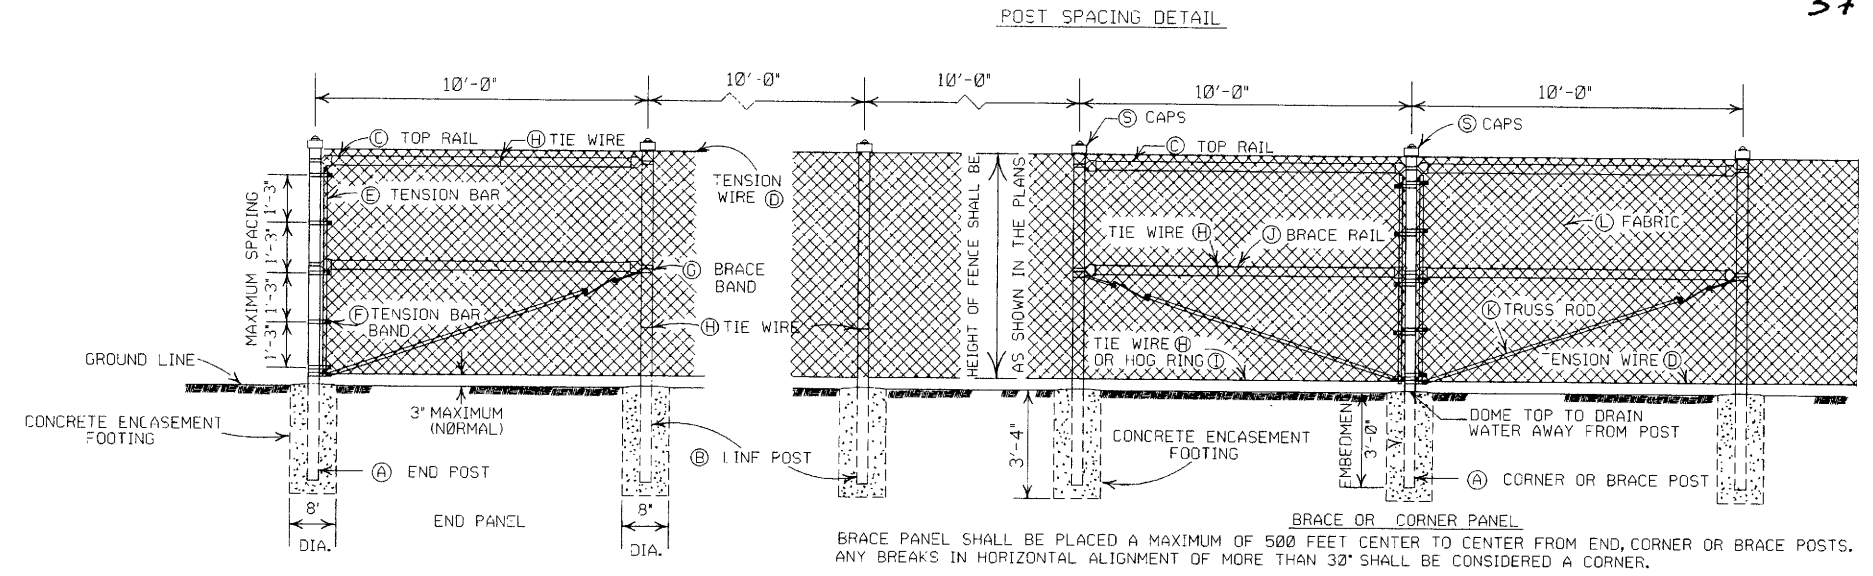 POST SPACING DETAIL
37
10'-0"
10'-0"
10'-0"
10'-0"
10'-0"
Ⓢ CAPS
Ⓢ CAPS
Ⓒ TOP RAIL
Ⓗ TIE WIRE
Ⓒ TOP RAIL
TENSION
WIRE Ⓓ
Ⓔ TENSION BAR
MAXIMUM SPACING
1'-3"
1'-3"
1'-3"
1'-3"
HEIGHT OF FENCE SHALL BE
AS SHOWN IN THE PLANS
Ⓛ FABRIC
TIE WIRE Ⓗ
Ⓙ BRACE RAIL
Ⓖ BRACE
BAND
Ⓕ TENSION BAR
BAND
Ⓗ TIE WIRE
Ⓚ TRUSS ROD
TIE WIRE Ⓗ
OR HOG RING Ⓘ
TENSION WIRE Ⓓ
GROUND LINE
3" MAXIMUM
(NØRMAL)
CONCRETE ENCASEMENT
FOOTING
3'-4"
CONCRETE ENCASEMENT
FOOTING
EMBEDMEN
3'-0"
DOME TOP TO DRAIN
WATER AWAY FROM POST
Ⓐ END POST
Ⓑ LINF POST
Ⓐ CORNER OR BRACE POST
8'
DIA.
END PANEL
8"
DIA.
BRACE OR CORNER PANEL
BRACE PANEL SHALL BE PLACED A MAXIMUM OF 500 FEET CENTER TO CENTER FROM END, CORNER OR BRACE POSTS.
ANY BREAKS IN HORIZONTAL ALIGNMENT OF MORE THAN 30° SHALL BE CONSIDERED A CORNER.